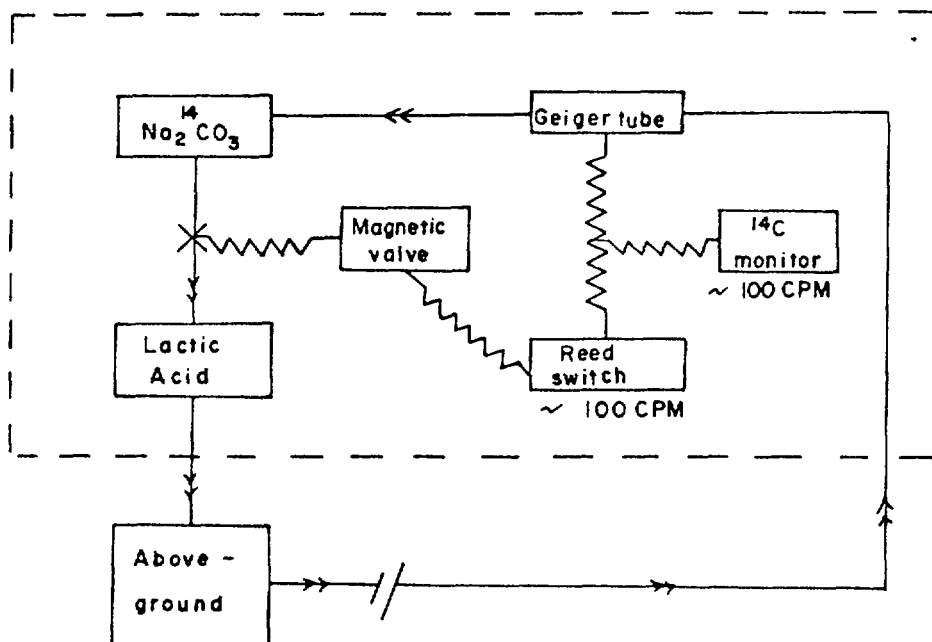 14
Na2 CO3
Geiger tube
Magnetic
valve
14C
monitor
~ 100 CPM
Lactic
Acid
Reed
switch
~ 100 CPM
Above-
ground